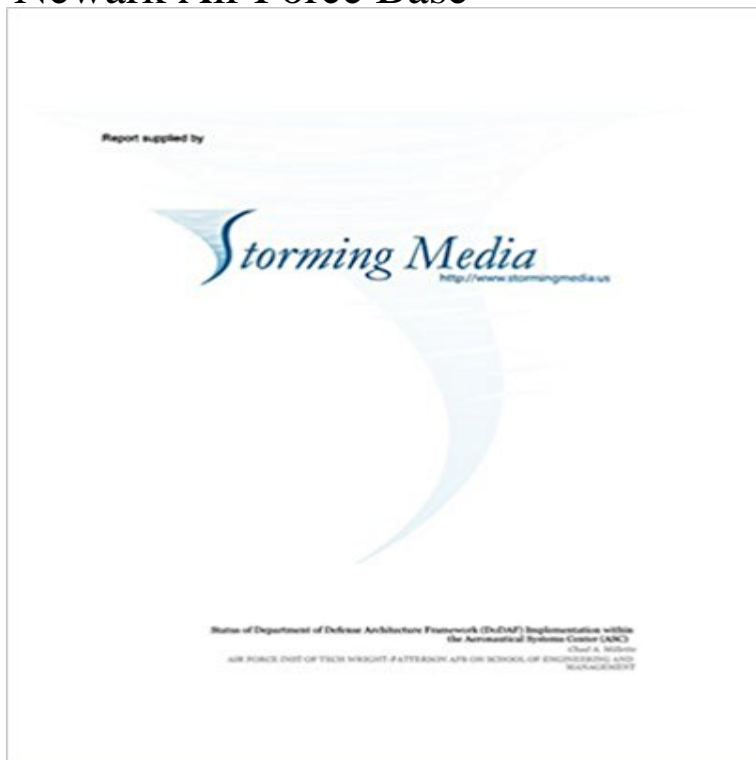 Newark Air Force Base
Report supplied by
Storming Media
http://www.stormingmedia.us
Status of Department of Defense Architecture Framework (DoDAF) Implementation within
the Aeronautical Systems Center (ASC)
Chad A. Millette
AIR FORCE INST OF TECH WRIGHT-PATTERSON AFB OH SCHOOL OF ENGINEERING AND
MANAGEMENT